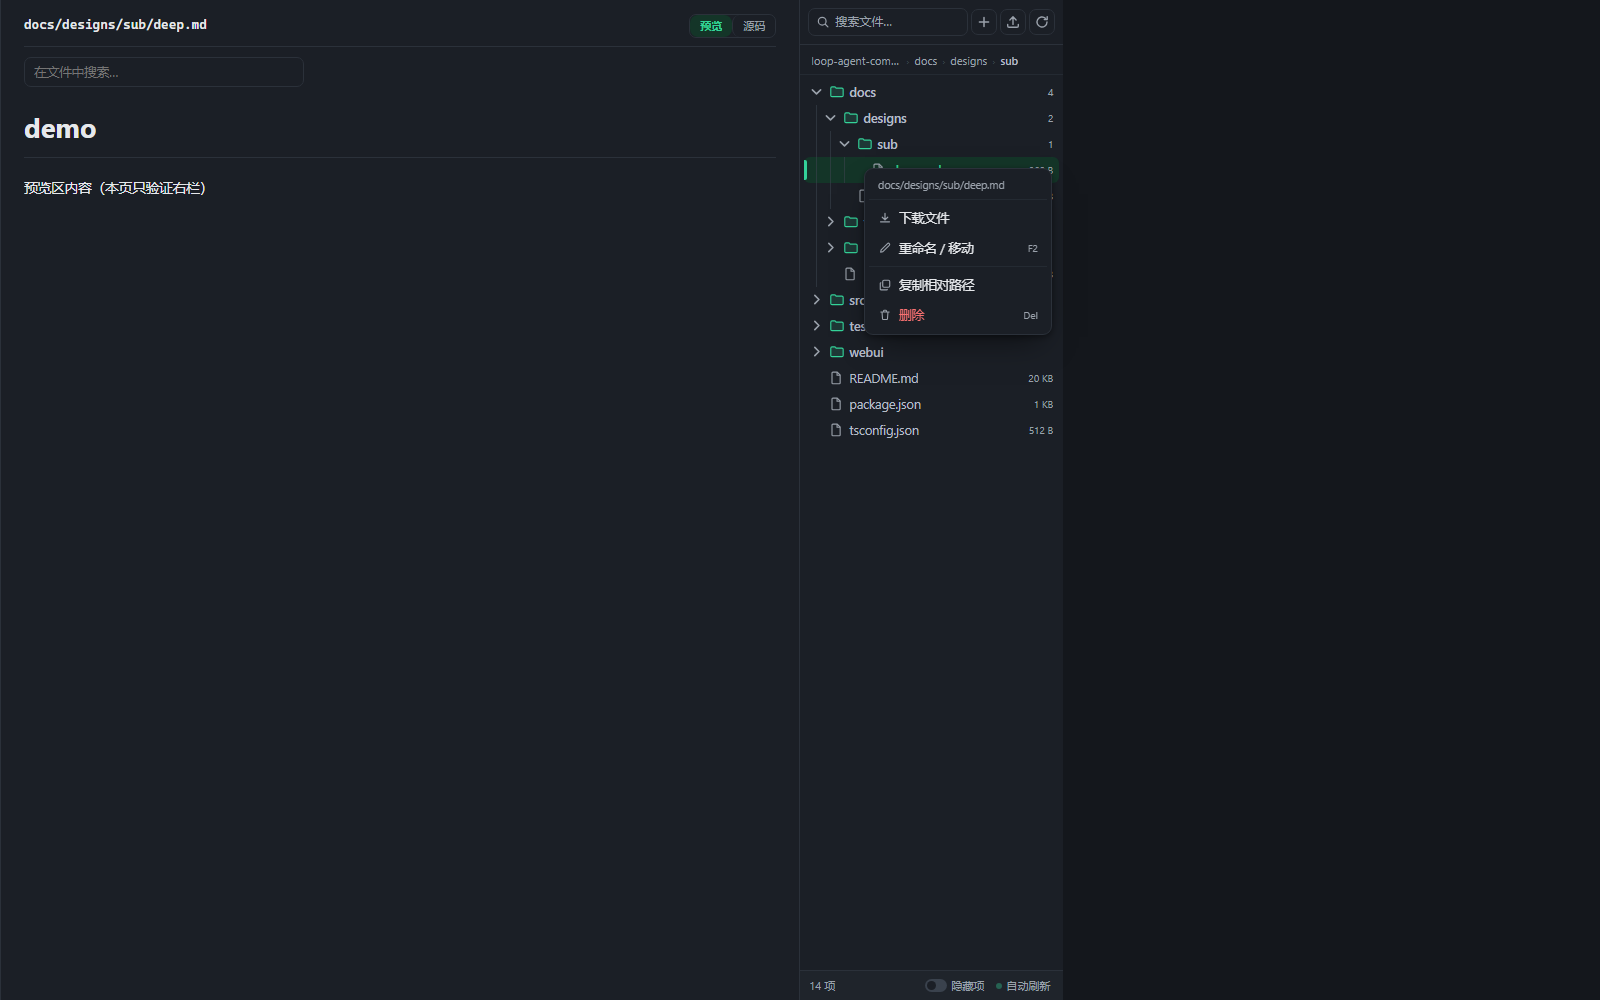 docs/designs/sub/deep.md
预览 源码
在文件中搜索...
demo
预览区内容（本页只验证右栏）
搜索文件...
loop-agent-com... › docs › designs › sub
docs 4
designs 2
sub 1
docs/designs/sub/deep.md
下载文件
重命名 / 移动 F2
复制相对路径
删除 Del
src
tes
webui
README.md 20 KB
package.json 1 KB
tsconfig.json 512 B
14 项 隐藏项 自动刷新